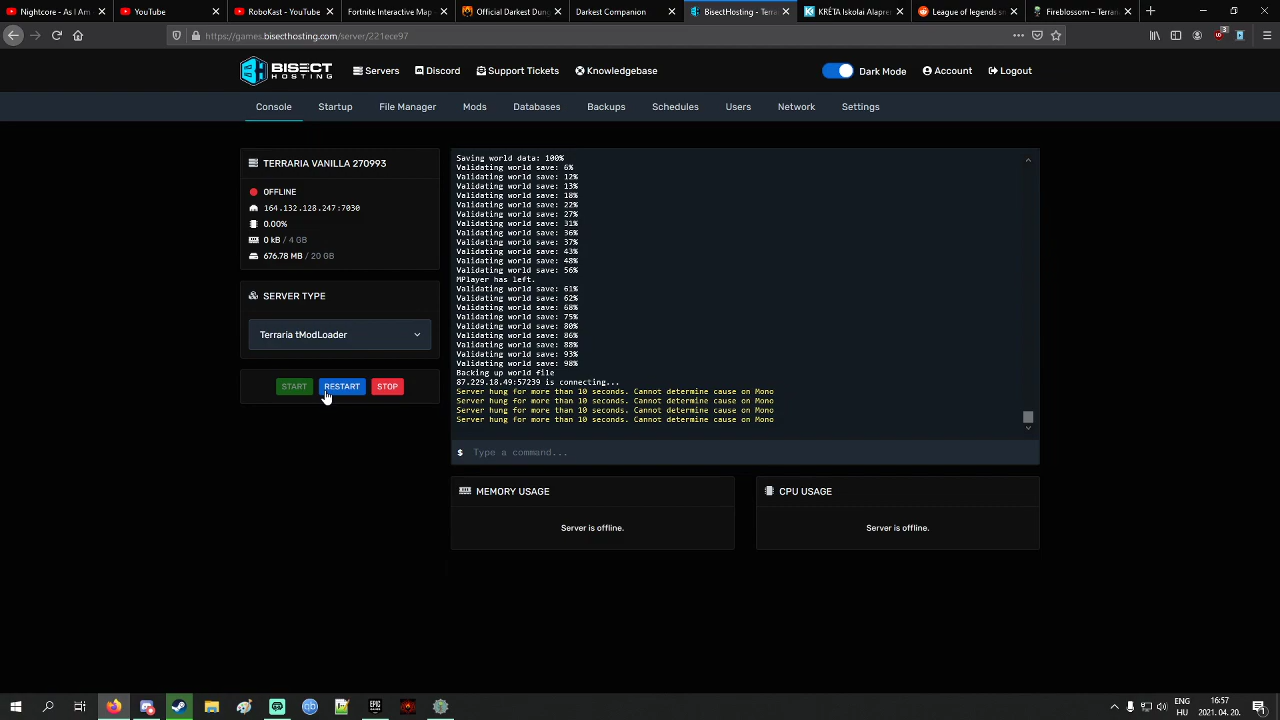 Nightcore - As I Am
YouTube
RoboKast - YouTube
Fortnite Interactive Map
Official Darkest Dung
Darkest Companion
BisectHosting - Terra
KRÉTA Iskolai Alapre
League of legends sn
Fireblossom – Terrari
https://games.bisecthosting.com/server/221ece97
BISECT HOSTING
Servers
Discord
Support Tickets
Knowledgebase
Dark Mode
Account
Logout
Console
Startup
File Manager
Mods
Databases
Backups
Schedules
Users
Network
Settings
TERRARIA VANILLA 270993
OFFLINE
164.132.128.247:7030
0.00%
0 kB / 4 GB
676.78 MB / 20 GB
SERVER TYPE
Terraria tModLoader
START
RESTART
STOP
Saving world data: 100%
Validating world save: 6%
Validating world save: 12%
Validating world save: 13%
Validating world save: 18%
Validating world save: 22%
Validating world save: 27%
Validating world save: 31%
Validating world save: 36%
Validating world save: 37%
Validating world save: 43%
Validating world save: 48%
Validating world save: 56%
MPlayer has left.
Validating world save: 61%
Validating world save: 62%
Validating world save: 68%
Validating world save: 75%
Validating world save: 80%
Validating world save: 86%
Validating world save: 88%
Validating world save: 93%
Validating world save: 98%
Backing up world file
87.229.18.49:57239 is connecting...
Server hung for more than 10 seconds. Cannot determine cause on Mono
Server hung for more than 10 seconds. Cannot determine cause on Mono
Server hung for more than 10 seconds. Cannot determine cause on Mono
Server hung for more than 10 seconds. Cannot determine cause on Mono
$ Type a command...
MEMORY USAGE
Server is offline.
CPU USAGE
Server is offline.
ENG
HU
16:57
2021. 04. 20.